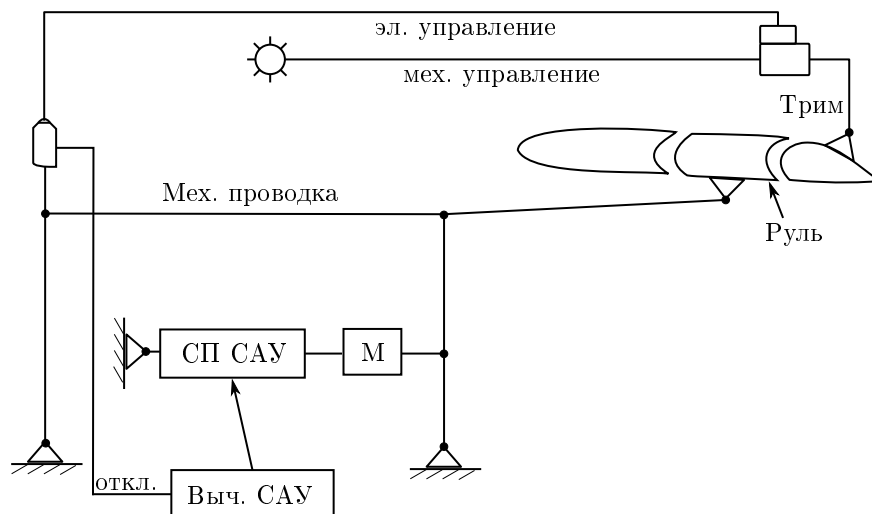 эл. управление
мех. управление
Трим
Мех. проводка
Руль
СП САУ
М
откл.
Выч. САУ